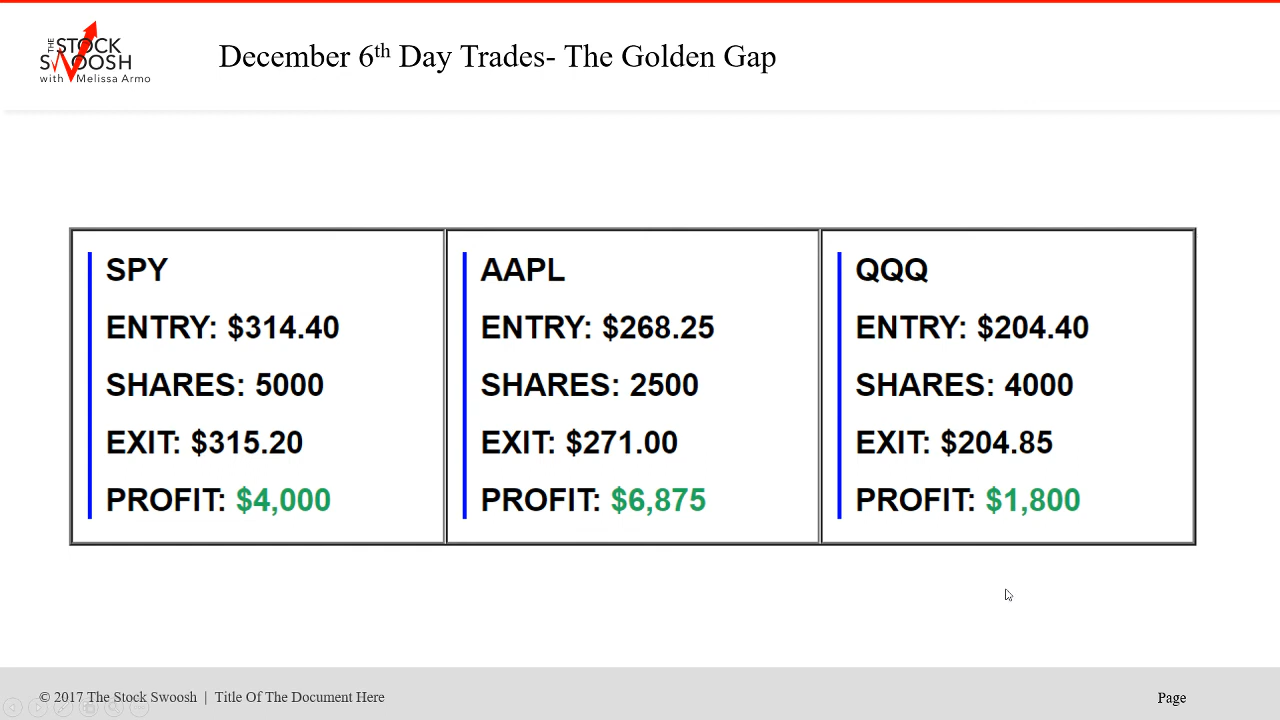 THE STOCK
SWOOSH
with Melissa Armo
December 6th Day Trades- The Golden Gap
SPY
ENTRY: $314.40
SHARES: 5000
EXIT: $315.20
PROFIT: $4,000
AAPL
ENTRY: $268.25
SHARES: 2500
EXIT: $271.00
PROFIT: $6,875
QQQ
ENTRY: $204.40
SHARES: 4000
EXIT: $204.85
PROFIT: $1,800
© 2017 The Stock Swoosh | Title Of The Document Here
Page